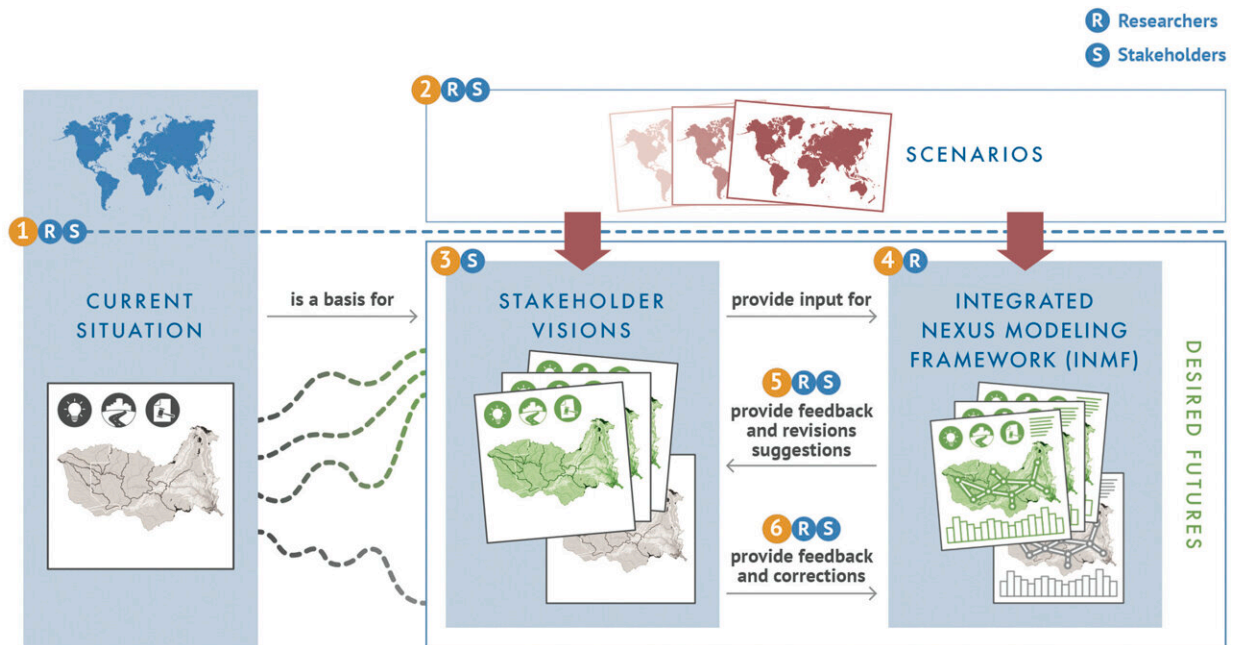 R Researchers
S Stakeholders
2 R S
SCENARIOS
1 R S
CURRENT
SITUATION
is a basis for
3 S
STAKEHOLDER
VISIONS
provide input for
4 R
INTEGRATED
NEXUS MODELING
FRAMEWORK (INMF)
5 R S
provide feedback
and revisions
suggestions
6 R S
provide feedback
and corrections
DESIRED FUTURES